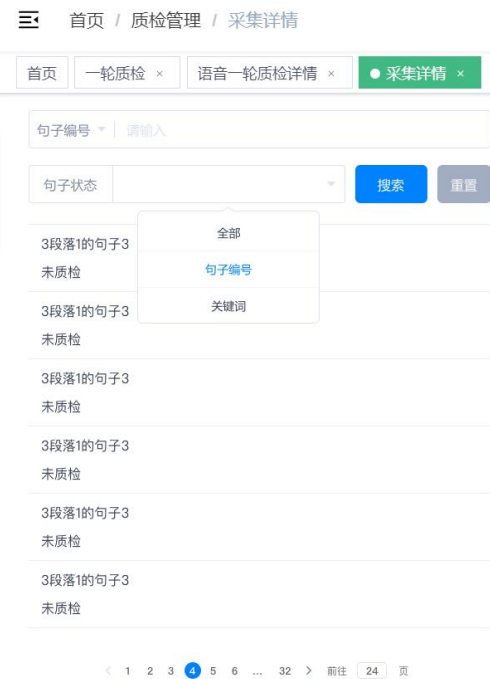 首页 / 质检管理 / 采集详情
首页 一轮质检 × 语音一轮质检详情 × 采集详情 ×
句子编号 请输入
句子状态 搜索 重置
全部
句子编号
关键词
3段落1的句子3
未质检
3段落1的句子3
未质检
3段落1的句子3
未质检
3段落1的句子3
未质检
3段落1的句子3
未质检
3段落1的句子3
未质检
< 1 2 3 4 5 6 ... 32 > 前往 24 页